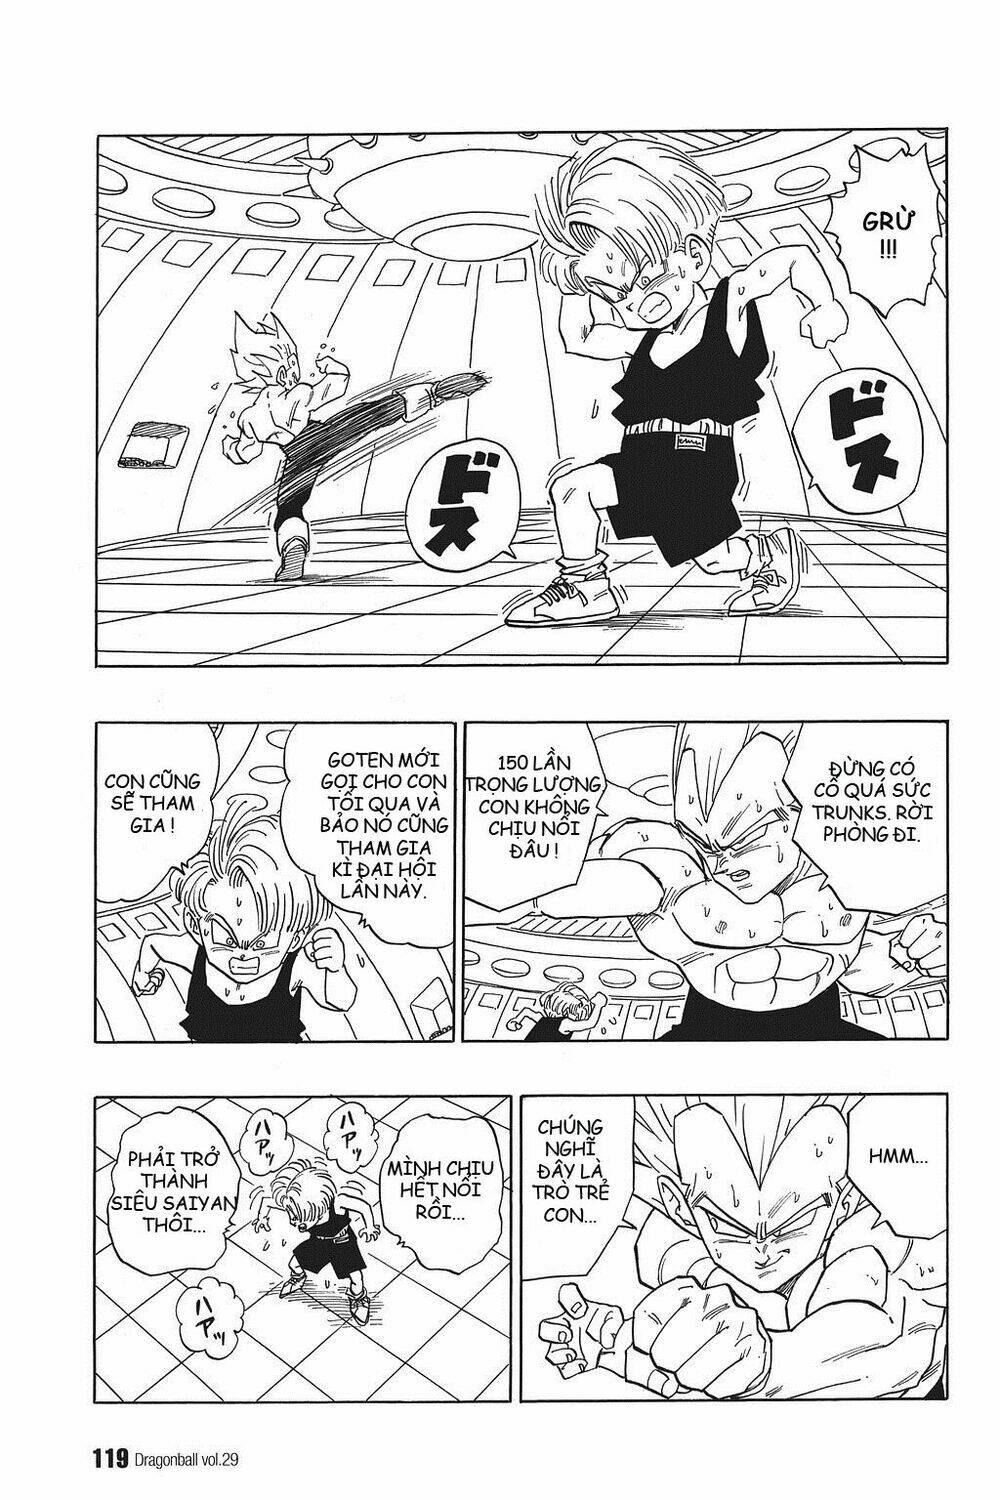 GRỪ
!!!
ドス
ドス
ĐỪNG CÓ
CỐ QUÁ SỨC
TRUNKS. RỜI
PHÒNG ĐI.
150 LẦN
TRỌNG LƯỢNG
CON KHÔNG
CHỊU NỔI
ĐÂU !
GOTEN MỚI
GỌI CHO CON
TỐI QUA VÀ
BẢO NÓ CŨNG
THAM GIA
KÌ ĐẠI HỘI
LẦN NÀY.
CON CŨNG
SẼ THAM
GIA !
HMM...
CHÚNG
NGHĨ
ĐÂY LÀ
TRÒ TRẺ
CON...
MÌNH CHỊU
HẾT NỔI
RỒI...
ハアッ
ハアッ
PHẢI TRỞ
THÀNH
SIÊU SAIYAN
THÔI...
ハアッ
119 Dragonball vol.29